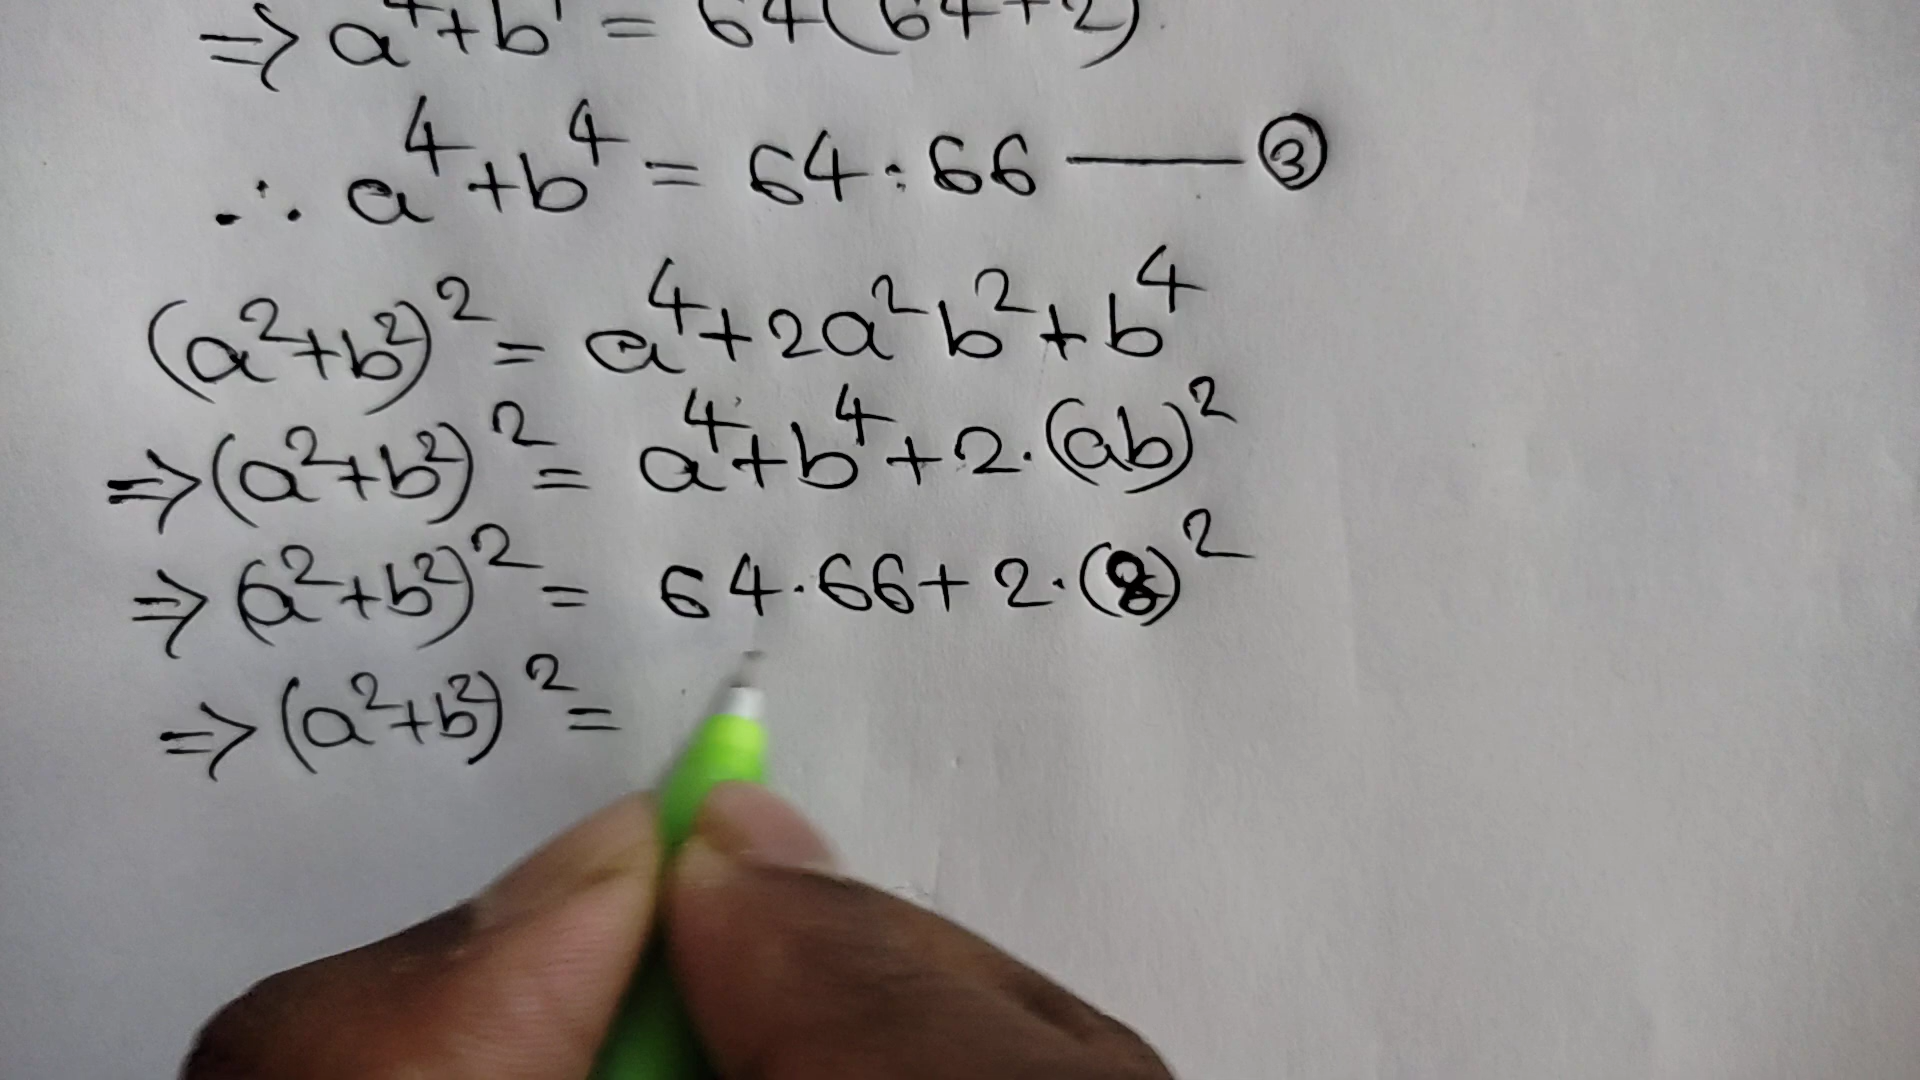 ⇒ a⁴+b⁴ = 64(64+2)
∴ a⁴+b⁴ = 64·66 —— ③
(a²+b²)² = a⁴+2a²b²+b⁴
⇒ (a²+b²)² = a⁴+b⁴+2·(ab)²
⇒ (a²+b²)² = 64·66+2·(8)²
⇒ (a²+b²)² =